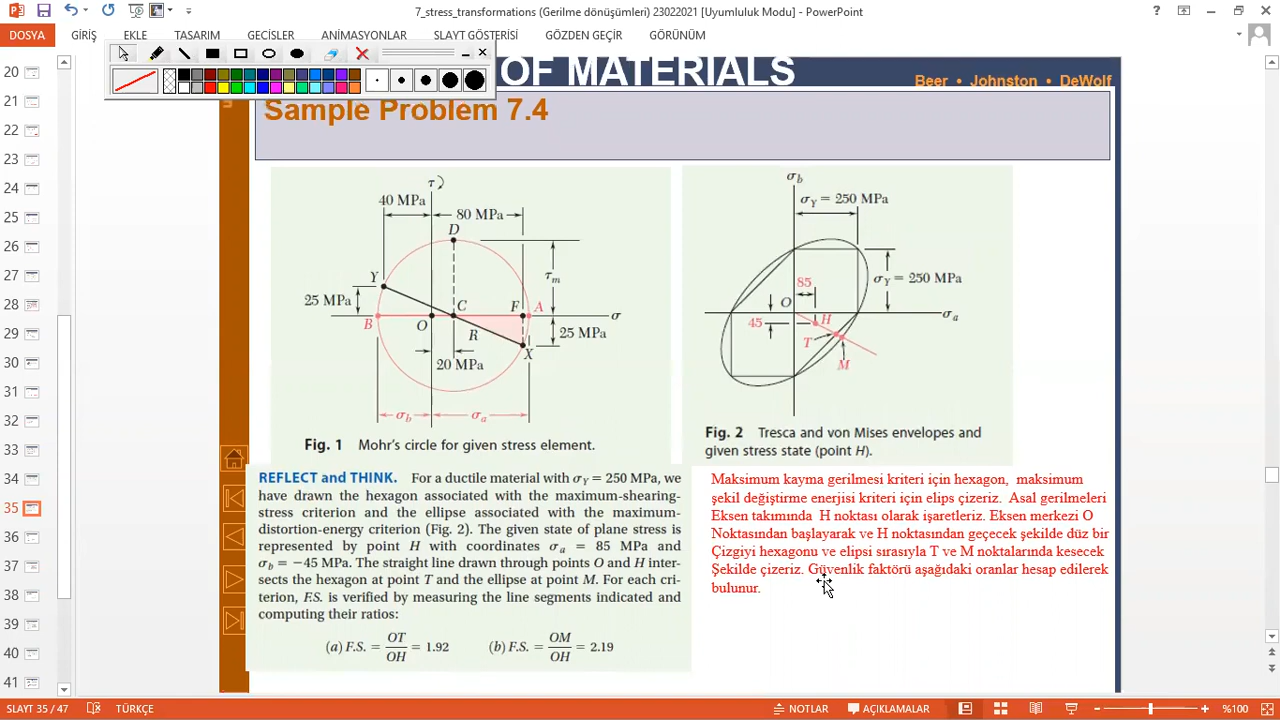 7_stress_transformations (Gerilme dönüşümleri) 23022021 [Uyumluluk Modu] - PowerPoint
DOSYA GİRİŞ EKLE TASARIM GEÇİŞLER ANİMASYONLAR SLAYT GÖSTERİSİ GÖZDEN GEÇİR GÖRÜNÜM
OF MATERIALS
Beer • Johnston • DeWolf
Sample Problem 7.4
20
21
22
23
24
25
26
27
28
29
30
31
32
33
34
35
36
37
38
39
40
41
τ
40 MPa
80 MPa
D
Y
τm
25 MPa
C
F
A
B
O
σ
R
25 MPa
X
20 MPa
σb
σa
Fig. 1 Mohr's circle for given stress element.
σb
σY = 250 MPa
85
σY = 250 MPa
O
H
σa
45
T
M
Fig. 2 Tresca and von Mises envelopes and
given stress state (point H).
REFLECT and THINK. For a ductile material with σY = 250 MPa, we
have drawn the hexagon associated with the maximum-shearing-
stress criterion and the ellipse associated with the maximum-
distortion-energy criterion (Fig. 2). The given state of plane stress is
represented by point H with coordinates σa = 85 MPa and
σb = −45 MPa. The straight line drawn through points O and H inter-
sects the hexagon at point T and the ellipse at point M. For each cri-
terion, F.S. is verified by measuring the line segments indicated and
computing their ratios:
(a) F.S. = OT/OH = 1.92 (b) F.S. = OM/OH = 2.19
Maksimum kayma gerilmesi kriteri için hexagon, maksimum
şekil değiştirme enerjisi kriteri için elips çizeriz. Asal gerilmeleri
Eksen takımında H noktası olarak işaretleriz. Eksen merkezi O
Noktasından başlayarak ve H noktasından geçecek şekilde düz bir
Çizgiyi hexagonu ve elipsi sırasıyla T ve M noktalarında kesecek
Şekilde çizeriz. Güvenlik faktörü aşağıdaki oranlar hesap edilerek
bulunur.
SLAYT 35 / 47 TÜRKÇE NOTLAR AÇIKLAMALAR %100